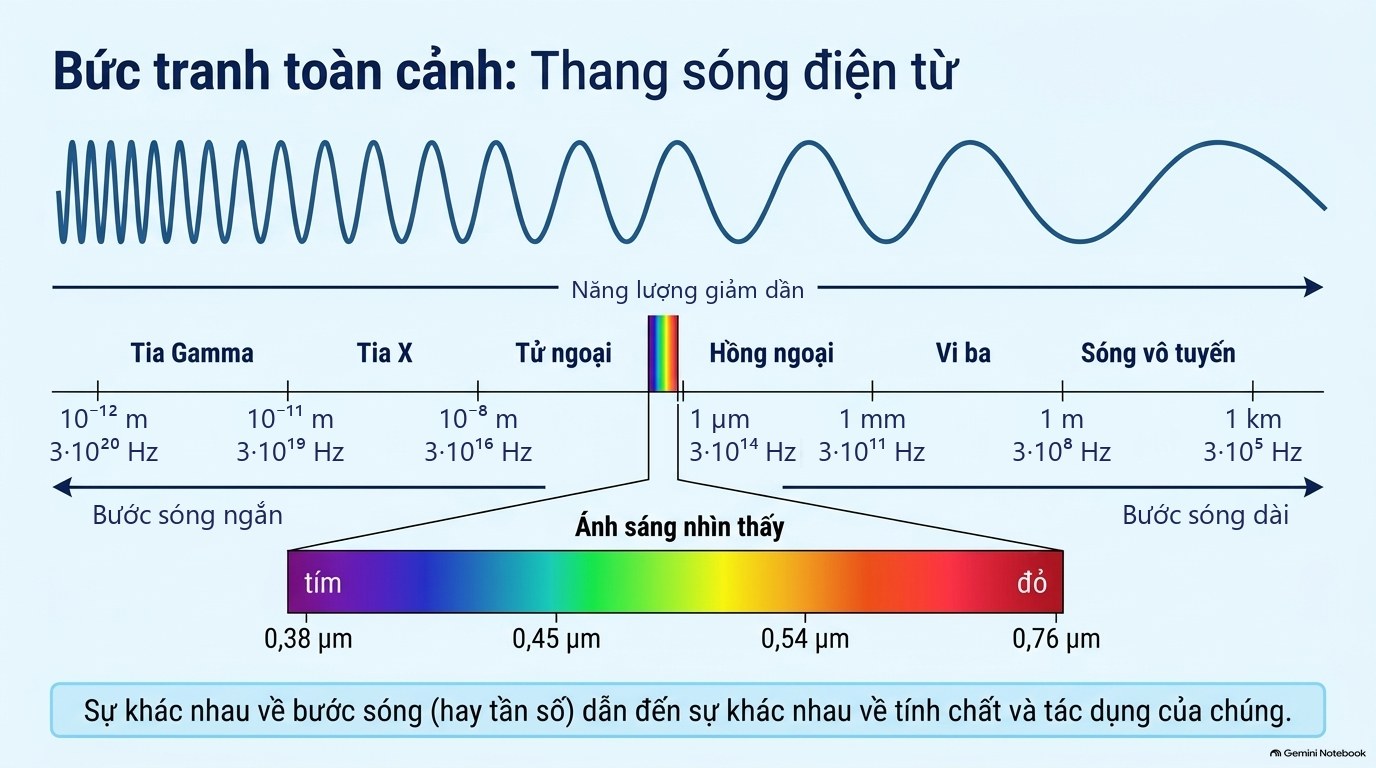 Bức tranh toàn cảnh: Thang sóng điện từ
Năng lượng giảm dần
Tia Gamma Tia X Tử ngoại Hồng ngoại Vi ba Sóng vô tuyến
10⁻¹² m 10⁻¹¹ m 10⁻⁸ m 1 µm 1 mm 1 m 1 km
3·10²⁰ Hz 3·10¹⁹ Hz 3·10¹⁶ Hz 3·10¹⁴ Hz 3·10¹¹ Hz 3·10⁸ Hz 3·10⁵ Hz
Bước sóng ngắn Bước sóng dài
Ánh sáng nhìn thấy
tím đỏ
0,38 µm 0,45 µm 0,54 µm 0,76 µm
Sự khác nhau về bước sóng (hay tần số) dẫn đến sự khác nhau về tính chất và tác dụng của chúng.
Gemini Notebook